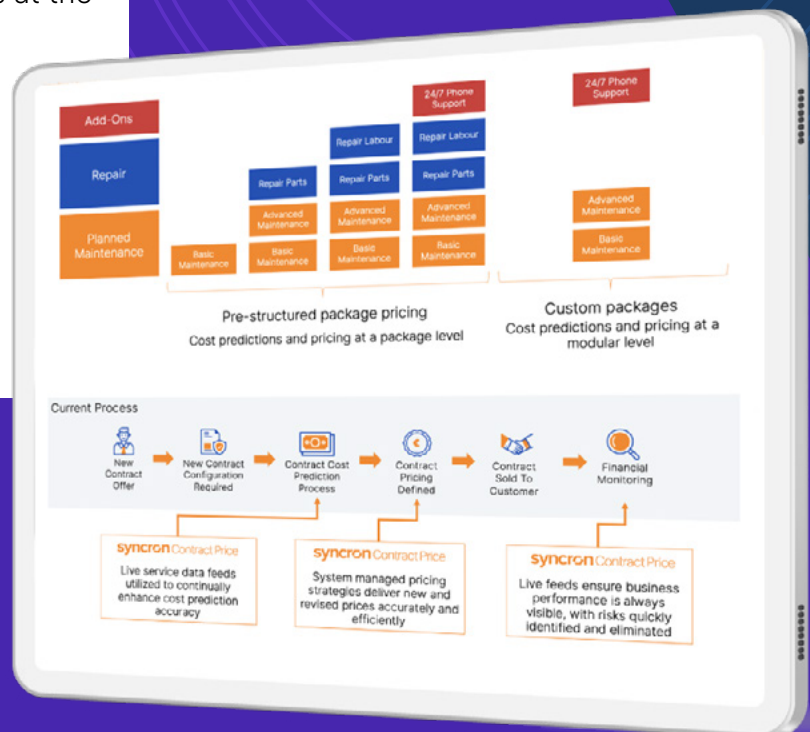 s at the
Add-Ons
Repair
Planned
Maintenance
Basic
Maintenance
Repair Parts
Advanced
Maintenance
Basic
Maintenance
Repair Labour
Repair Parts
Advanced
Maintenance
Basic
Maintenance
24/7 Phone
Support
Repair Labour
Repair Parts
Advanced
Maintenance
Basic
Maintenance
24/7 Phone
Support
Advanced
Maintenance
Basic
Maintenance
Pre-structured package pricing
Cost predictions and pricing at a package level
Custom packages
Cost predictions and pricing at a
modular level
Current Process
New
Contract
Offer
New Contract
Configuration
Required
Contract Cost
Prediction
Process
Contract
Pricing
Defined
Contract
Sold To
Customer
Financial
Monitoring
syncron Contract Price
Live service data feeds
utilized to continually
enhance cost prediction
accuracy
syncron Contract Price
System managed pricing
strategies deliver new and
revised prices accurately and
efficiently
syncron Contract Price
Live feeds ensure business
performance is always
visible, with risks quickly
identified and eliminated